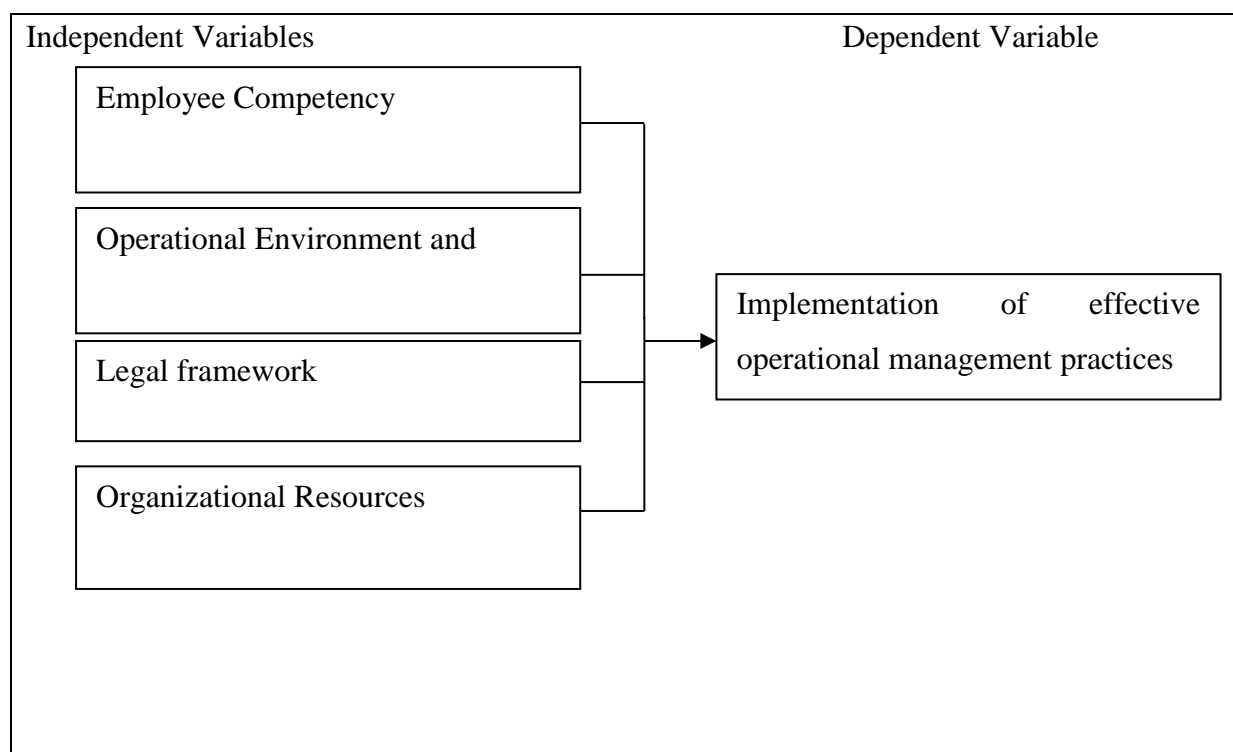 Independent Variables
Dependent Variable
Employee Competency
Operational Environment and
Legal framework
Organizational Resources
Implementation of effective
operational management practices